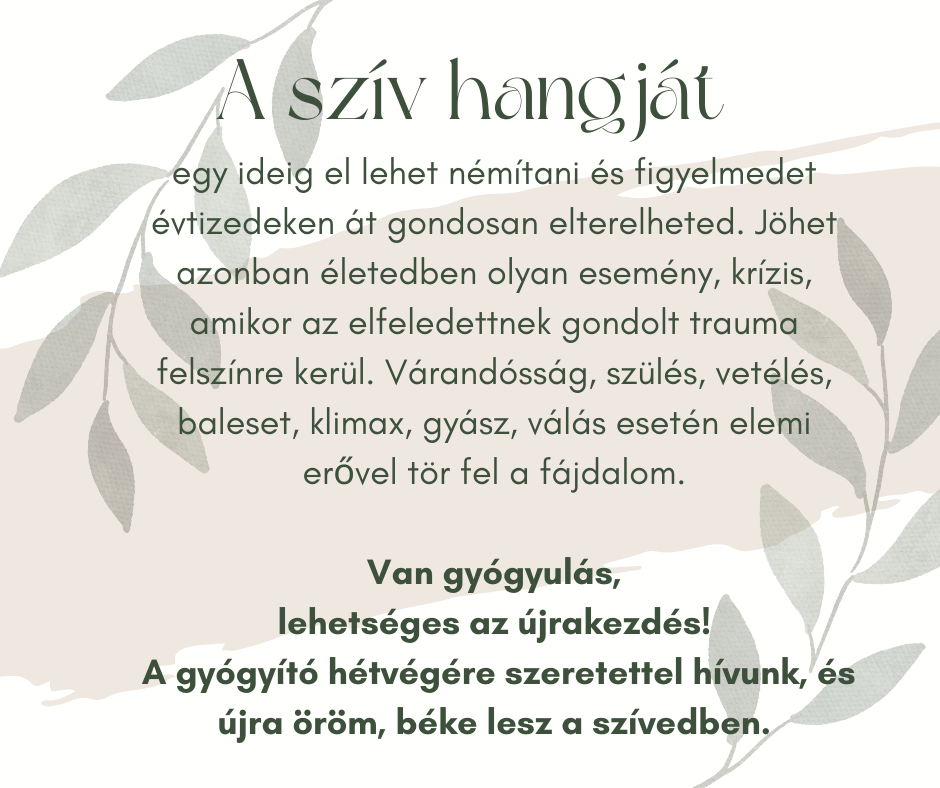 A szív hangját
egy ideig el lehet némítani és figyelmedet
évtizedeken át gondosan elterelheted. Jöhet
azonban életedben olyan esemény, krízis,
amikor az elfeledettnek gondolt trauma
felszínre kerül. Várandósság, szülés, vetélés,
baleset, klimax, gyász, válás esetén elemi
erővel tör fel a fájdalom.
Van gyógyulás,
lehetséges az újrakezdés!
A gyógyító hétvégére szeretettel hívunk, és
újra öröm, béke lesz a szívedben.